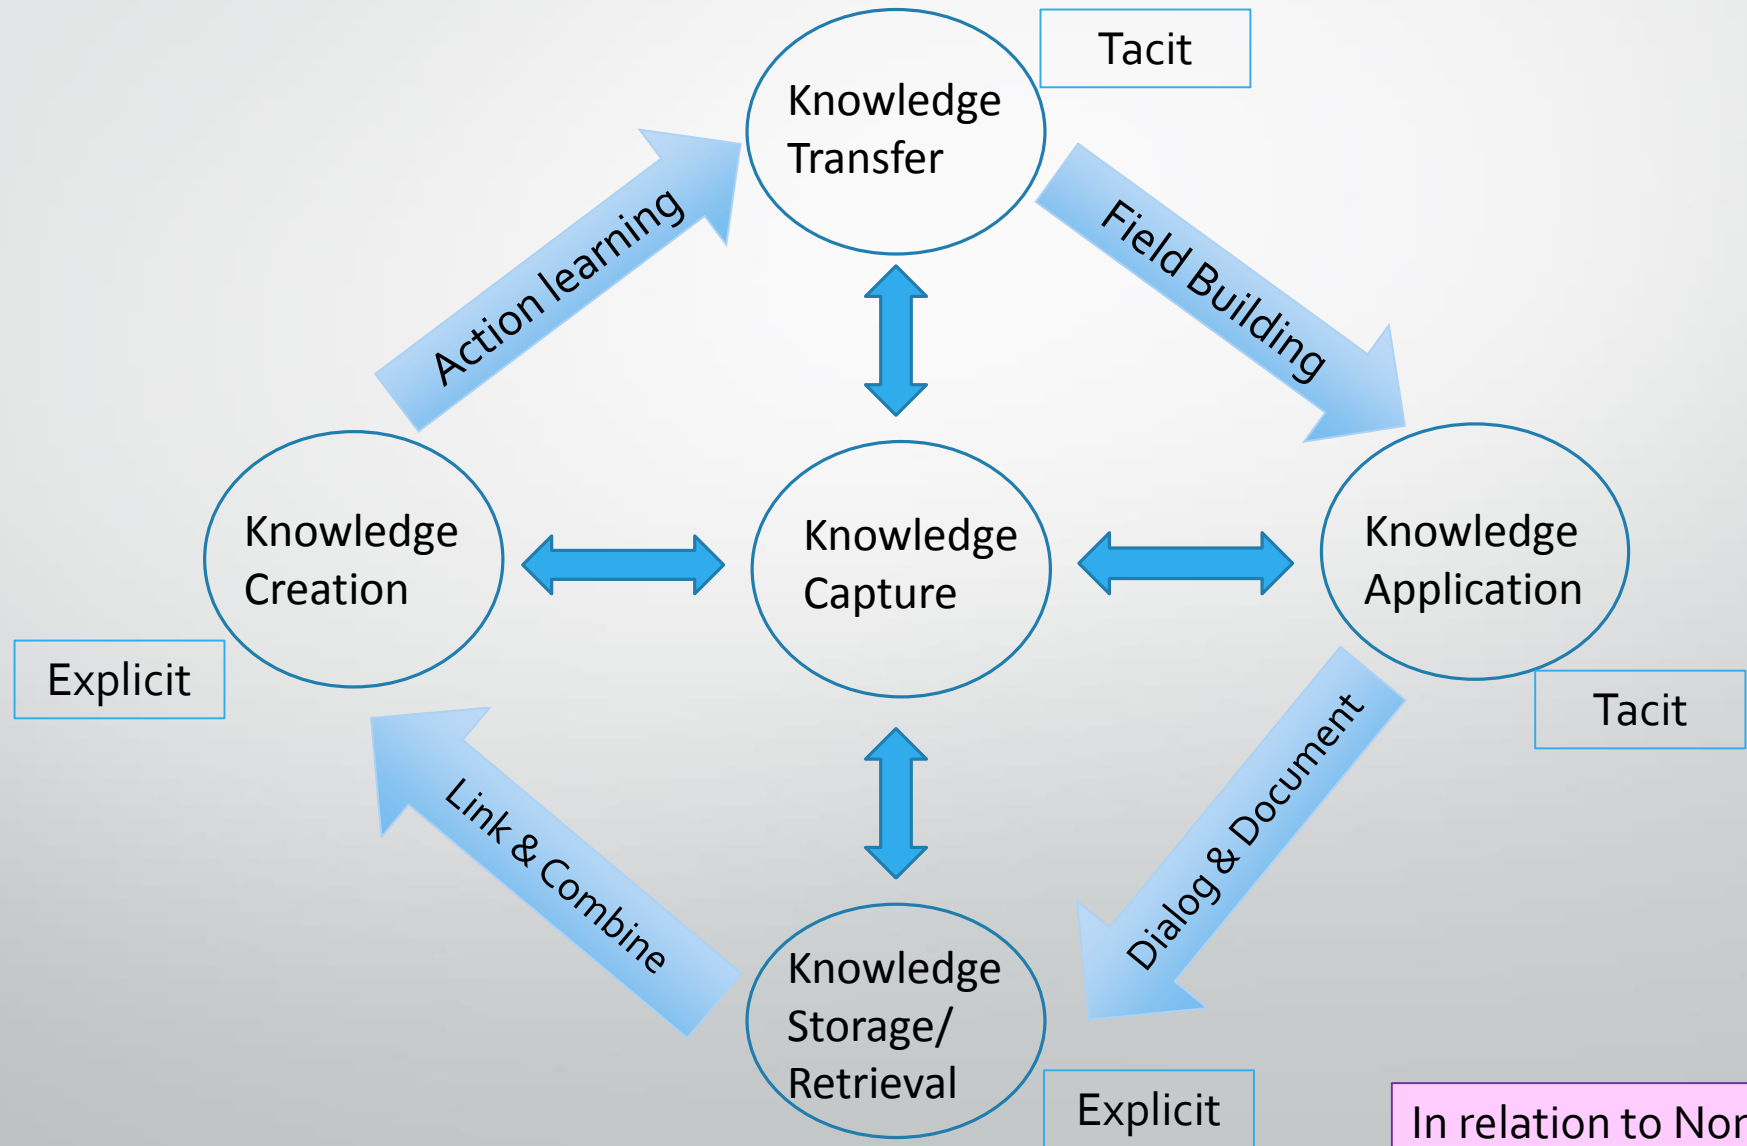 Tacit
Knowledge
Transfer
Action learning
Field Building
Knowledge
Creation
Knowledge
Capture
Knowledge
Application
Explicit
Tacit
Link & Combine
Dialog & Document
Knowledge
Storage/
Retrieval
Explicit
In relation to Non